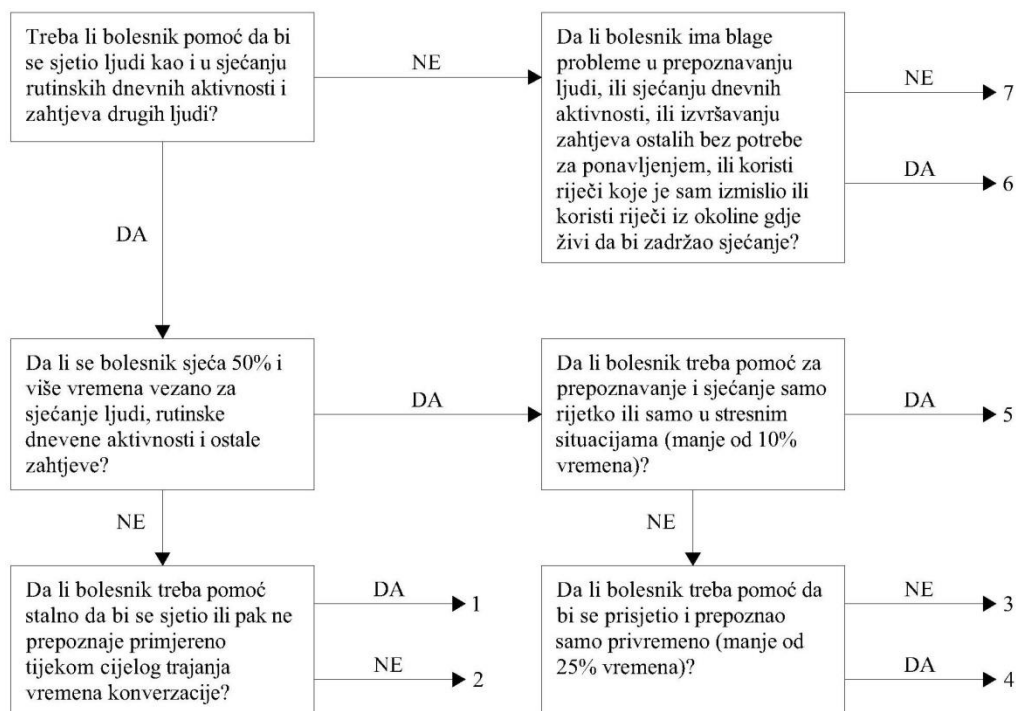 Treba li bolesnik pomoć da bi
se sjetio ljudi kao i u sjećanju
rutinskih dnevnih aktivnosti i
zahtjeva drugih ljudi?
NE
Da li bolesnik ima blage
probleme u prepoznavanju
ljudi, ili sjećanju dnevnih
aktivnosti, ili izvršavanju
zahtjeva ostalih bez potrebe
za ponavljenjem, ili koristi
riječi koje je sam izmislio ili
koristi riječi iz okoline gdje
živi da bi zadržao sjećanje?
NE
7
DA
6
DA
Da li se bolesnik sjeća 50% i
više vremena vezano za
sjećanje ljudi, rutinske
dnevene aktivnosti i ostale
zahtjeve?
DA
Da li bolesnik treba pomoć za
prepoznavanje i sjećanje samo
rijetko ili samo u stresnim
situacijama (manje od 10%
vremena)?
DA
5
NE
NE
Da li bolesnik treba pomoć
stalno da bi se sjetio ili pak ne
prepoznaje primjereno
tijekom cijelog trajanja
vremena konverzacije?
DA
1
NE
2
Da li bolesnik treba pomoć da
bi se prisjetio i prepoznao
samo privremeno (manje od
25% vremena)?
NE
3
DA
4